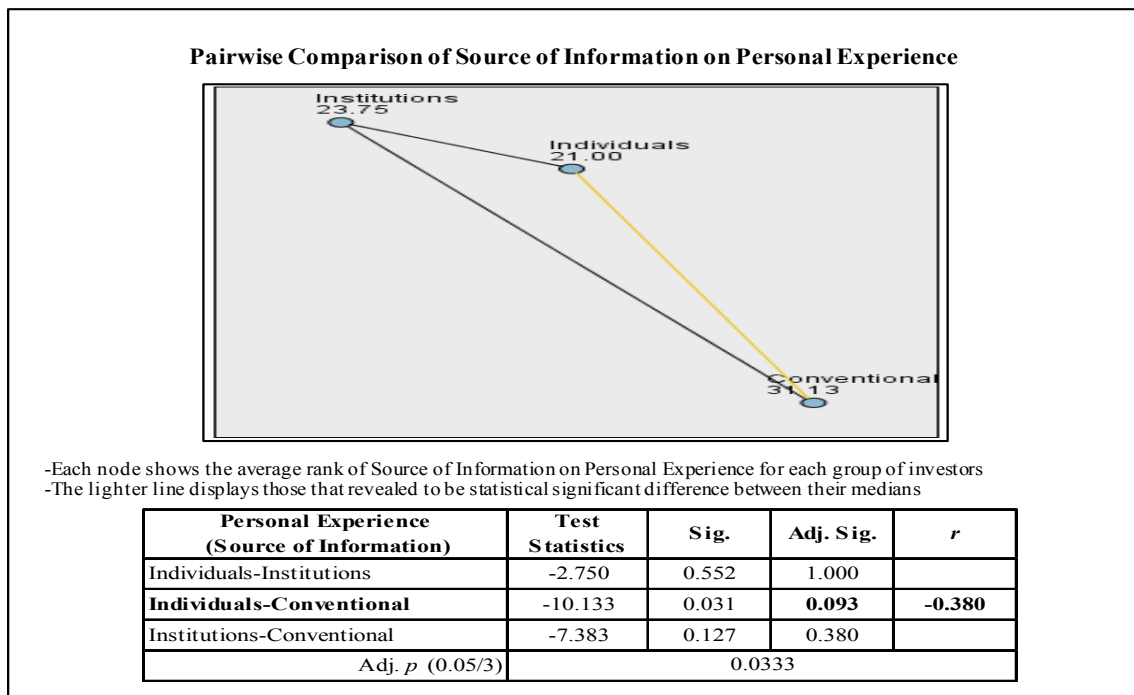 Pairwise Comparison of Source of Information on Personal Experience
Institutions
23.75
Individuals
21.00
Conventional
31.13
-Each node shows the average rank of Source of Information on Personal Experience for each group of investors
-The lighter line displays those that revealed to be statistical significant difference between their medians
Personal Experience (Source of Information) Test Statistics Sig. Adj. Sig. r
Individuals-Institutions -2.750 0.552 1.000
Individuals-Conventional -10.133 0.031 0.093 -0.380
Institutions-Conventional -7.383 0.127 0.380
Adj. p (0.05/3) 0.0333